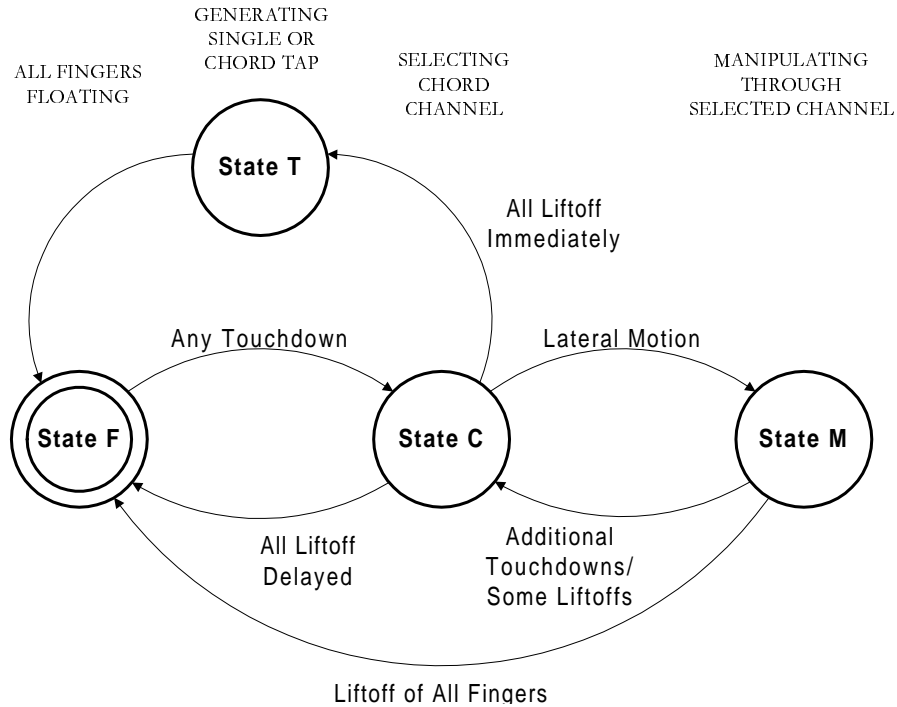 GENERATING
SINGLE OR
CHORD TAP
ALL FINGERS
FLOATING
SELECTING
CHORD
CHANNEL
MANIPULATING
THROUGH
SELECTED CHANNEL
State T
All Liftoff
Immediately
Any Touchdown
Lateral Motion
State F
State C
State M
All Liftoff
Delayed
Additional
Touchdowns/
Some Liftoffs
Liftoff of All Fingers